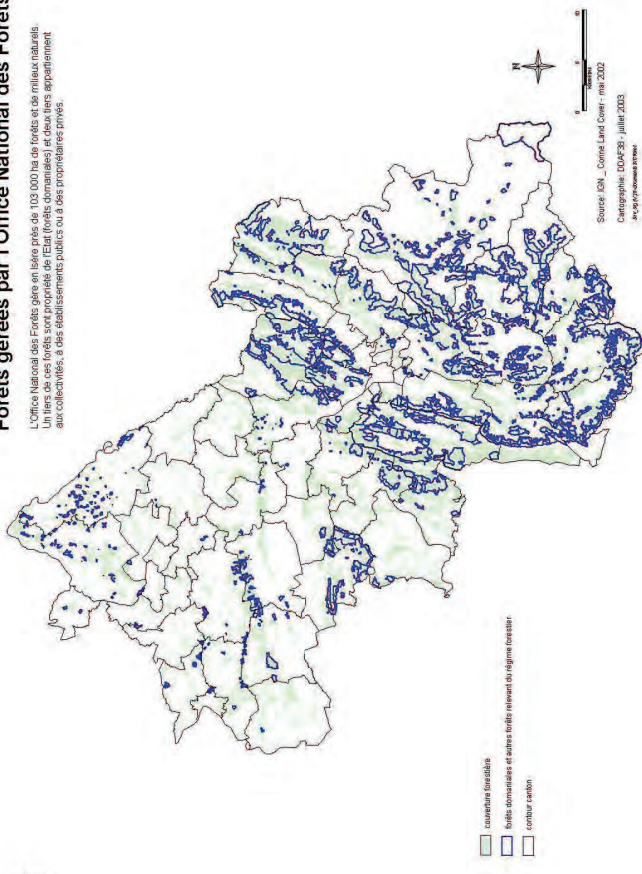 Forêts gérées par l'Office National des Forêts
L'Office National des Forêts gère en Isère près de 103 000 ha de forêts et de milieux naturels.
Un tiers de ces forêts sont propriété de l'Etat (forêts domaniales) et deux tiers appartiennent
aux collectivités, à des établissements publics ou à des propriétaires privés.
N
couverture forestière
forêts domaniales et autres forêts relevant du régime forestier
contour canton
Source: IGN _ Corine Land Cover - mai 2002
Cartographie: DDAF38 - juillet 2003